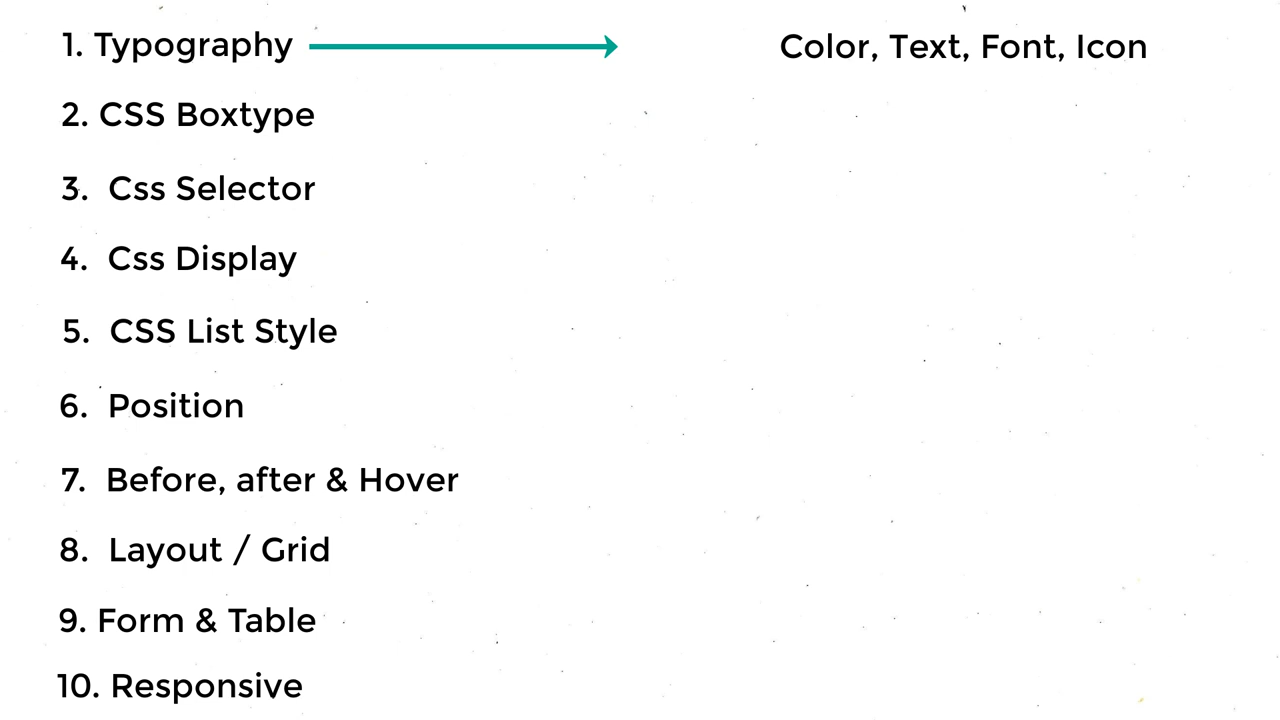 1. Typography Color, Text, Font, Icon
2. CSS Boxtype
3. Css Selector
4. Css Display
5. CSS List Style
6. Position
7. Before, after & Hover
8. Layout / Grid
9. Form & Table
10. Responsive